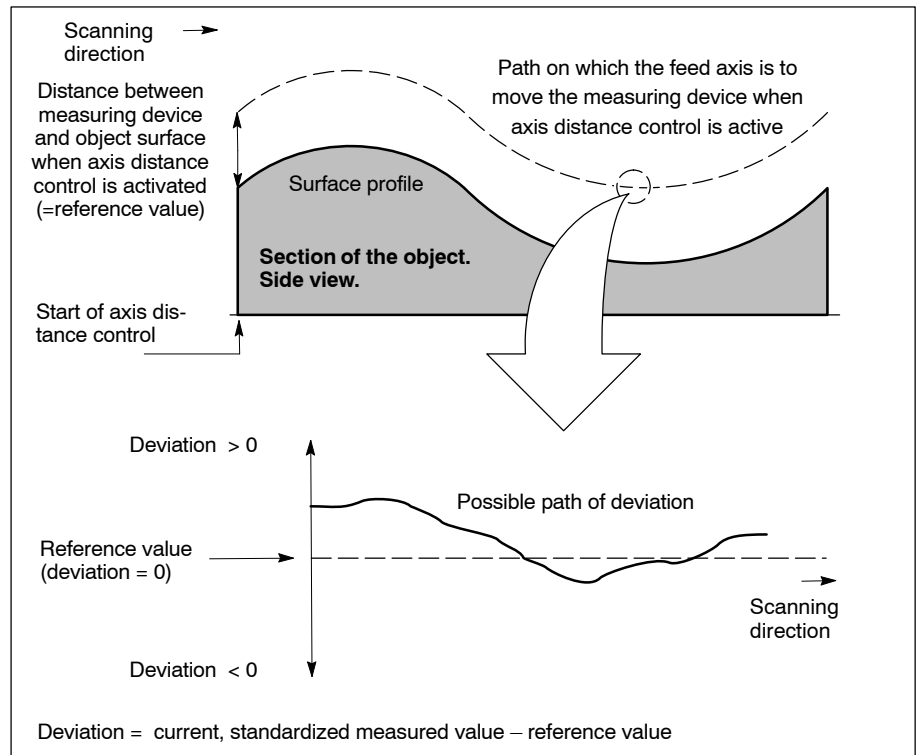 Scanning
direction
Distance between
measuring device
and object surface
when axis distance
control is activated
(=reference value)
Path on which the feed axis is to
move the measuring device when
axis distance control is active
Surface profile
Section of the object.
Side view.
Start of axis dis-
tance control
Deviation > 0
Possible path of deviation
Reference value
(deviation = 0)
Scanning
direction
Deviation < 0
Deviation = current, standardized measured value – reference value